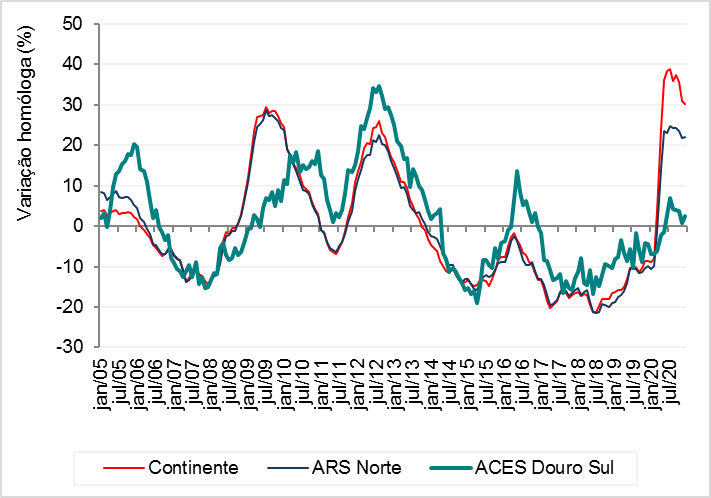 Variação homóloga (%)
50
40
30
20
10
0
-10
-20
-30
jan/05
jul/05
jan/06
jul/06
jan/07
jul/07
jan/08
jul/08
jan/09
jul/09
jan/10
jul/10
jan/11
jul/11
jan/12
jul/12
jan/13
jul/13
jan/14
jul/14
jan/15
jul/15
jan/16
jul/16
jan/17
jul/17
jan/18
jul/18
jan/19
jul/19
jan/20
jul/20
Continente ARS Norte ACES Douro Sul